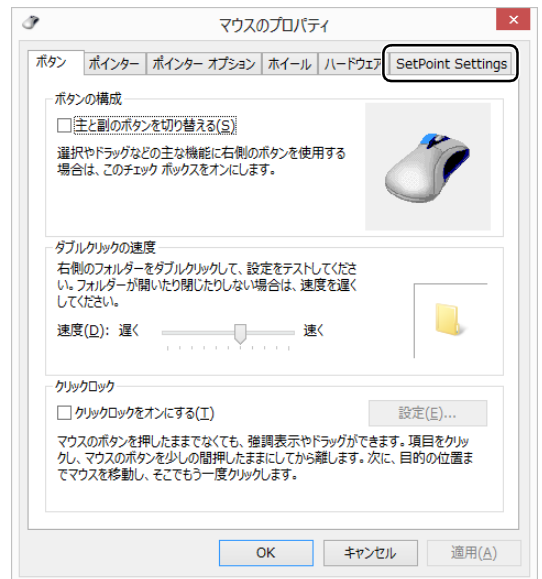 マウスのプロパティ
×
ボタン ポインター ポインター オプション ホイール ハードウェア SetPoint Settings
ボタンの構成
主と副のボタンを切り替える(S)
選択やドラッグなどの主な機能に右側のボタンを使用する
場合は、このチェック ボックスをオンにします。
ダブルクリックの速度
右側のフォルダーをダブルクリックして、設定をテストしてくださ
い。フォルダーが開いたり閉じたりしない場合は、速度を遅く
してください。
速度(D): 遅く 速く
クリックロック
クリックロックをオンにする(T) 設定(E)...
マウスのボタンを押したままでなくても、強調表示やドラッグができます。項目をクリッ
クし、マウスのボタンを少しの間押したままにしてから離します。次に、目的の位置ま
でマウスを移動し、そこでもう一度クリックします。
OK キャンセル 適用(A)